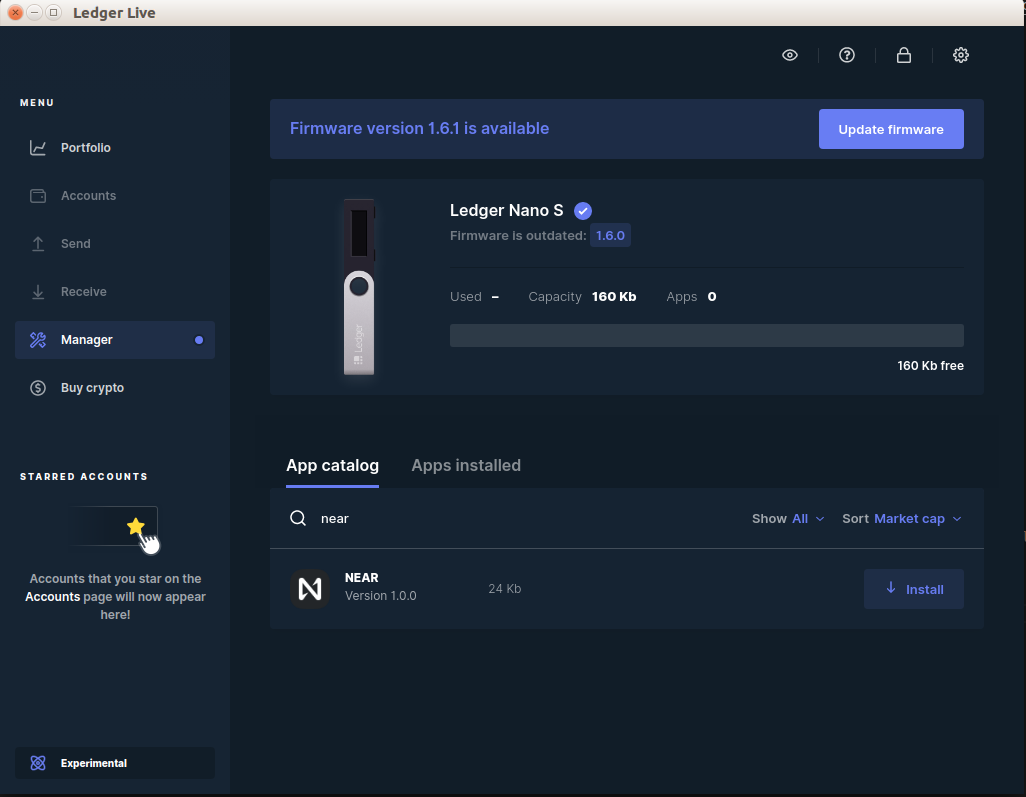 Ledger Live
MENU
Portfolio
Accounts
Send
Receive
Manager
Buy crypto
STARRED ACCOUNTS
Accounts that you star on the
Accounts page will now appear
here!
Experimental
Firmware version 1.6.1 is available
Update firmware
Ledger
Ledger Nano S
Firmware is outdated: 1.6.0
Used – Capacity 160 Kb Apps 0
160 Kb free
App catalog Apps installed
near Show All Sort Market cap
NEAR
Version 1.0.0
24 Kb
Install